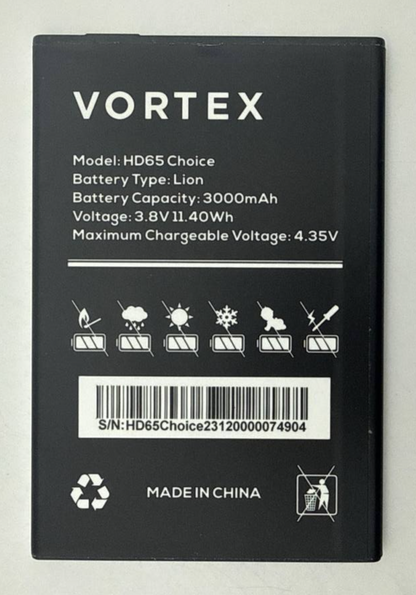 VORTEX
Model: HD65 Choice
Battery Type: Lion
Battery Capacity: 3000mAh
Voltage: 3.8V 11.40Wh
Maximum Chargeable Voltage: 4.35V
S/N:HD65Choice23120000074904
MADE IN CHINA